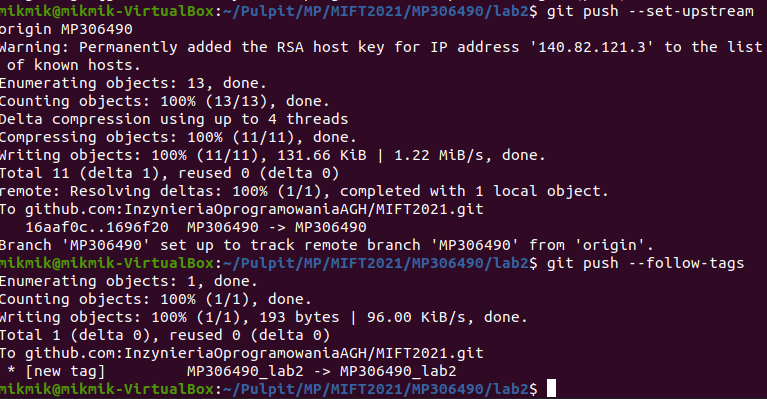 mikmik@mikmik-VirtualBox:~/Pulpit/MP/MIFT2021/MP306490/lab2$ git push --set-upstream
origin MP306490
Warning: Permanently added the RSA host key for IP address '140.82.121.3' to the list
 of known hosts.
Enumerating objects: 13, done.
Counting objects: 100% (13/13), done.
Delta compression using up to 4 threads
Compressing objects: 100% (11/11), done.
Writing objects: 100% (11/11), 131.66 KiB | 1.22 MiB/s, done.
Total 11 (delta 1), reused 0 (delta 0)
remote: Resolving deltas: 100% (1/1), completed with 1 local object.
To github.com:InzynieriaOprogramowaniaAGH/MIFT2021.git
   16aaf0c..1696f20  MP306490 -> MP306490
Branch 'MP306490' set up to track remote branch 'MP306490' from 'origin'.
mikmik@mikmik-VirtualBox:~/Pulpit/MP/MIFT2021/MP306490/lab2$ git push --follow-tags
Enumerating objects: 1, done.
Counting objects: 100% (1/1), done.
Writing objects: 100% (1/1), 193 bytes | 96.00 KiB/s, done.
Total 1 (delta 0), reused 0 (delta 0)
To github.com:InzynieriaOprogramowaniaAGH/MIFT2021.git
 * [new tag]         MP306490_lab2 -> MP306490_lab2
mikmik@mikmik-VirtualBox:~/Pulpit/MP/MIFT2021/MP306490/lab2$